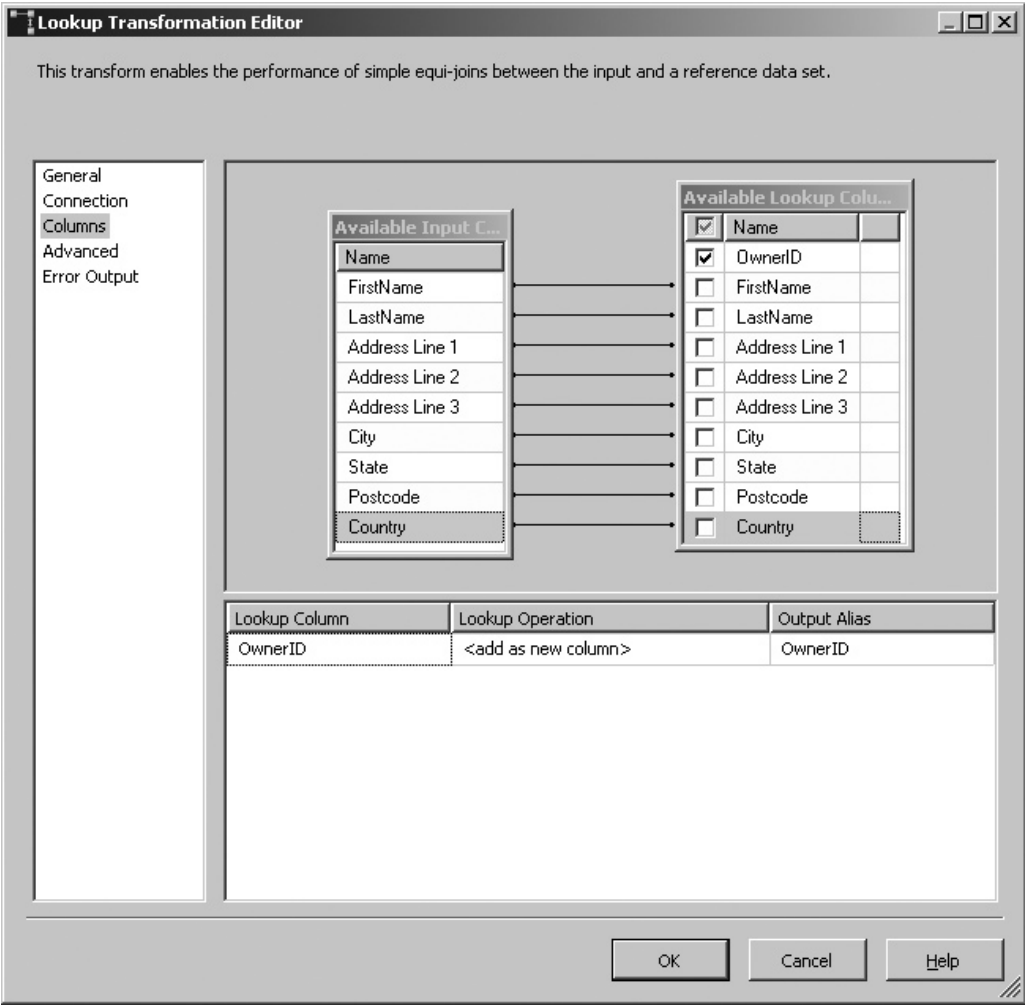 Lookup Transformation Editor
This transform enables the performance of simple equi-joins between the input and a reference data set.
General
Connection
Columns
Advanced
Error Output
Available Input C...
Name
FirstName
LastName
Address Line 1
Address Line 2
Address Line 3
City
State
Postcode
Country
Available Lookup Colu...
Name
OwnerID
FirstName
LastName
Address Line 1
Address Line 2
Address Line 3
City
State
Postcode
Country
Lookup Column Lookup Operation Output Alias
OwnerID <add as new column> OwnerID
OK Cancel Help